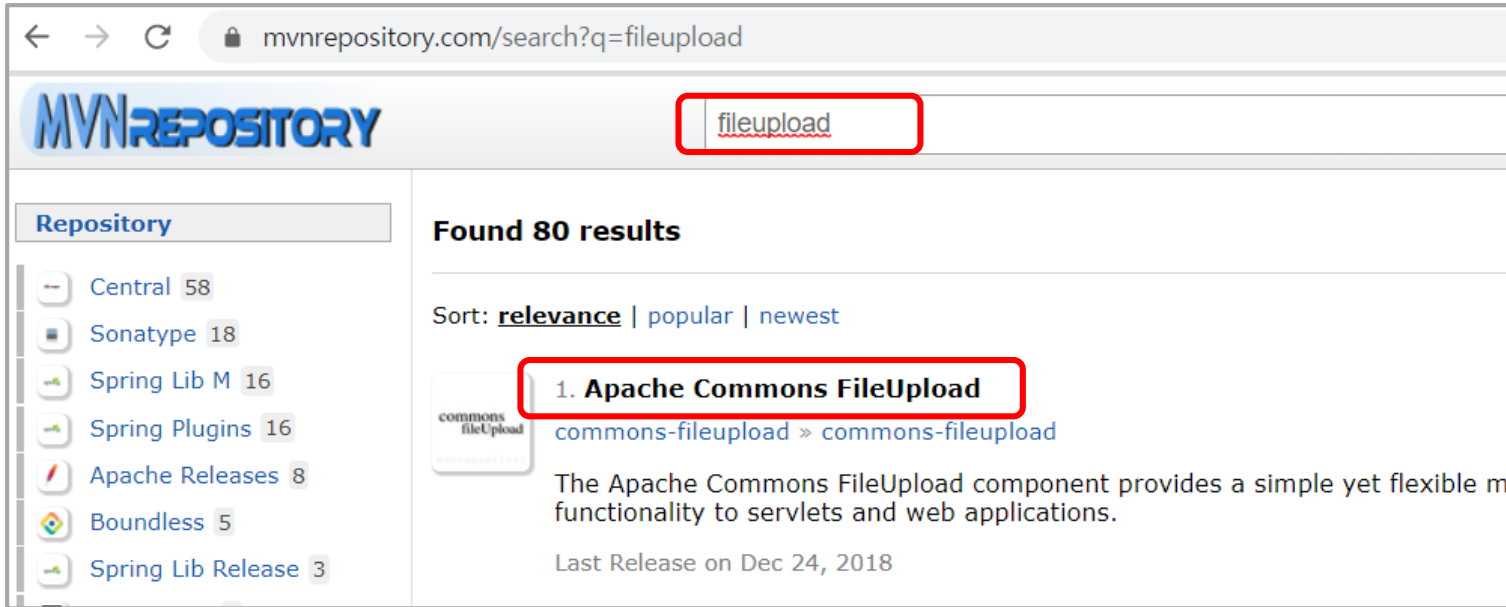 mvnrepository.com/search?q=fileupload
MVNREPOSITORY
fileupload
Repository
Central 58
Sonatype 18
Spring Lib M 16
Spring Plugins 16
Apache Releases 8
Boundless 5
Spring Lib Release 3
Found 80 results
Sort: relevance | popular | newest
commons
fileUpload
1. Apache Commons FileUpload
commons-fileupload » commons-fileupload
The Apache Commons FileUpload component provides a simple yet flexible m
functionality to servlets and web applications.
Last Release on Dec 24, 2018